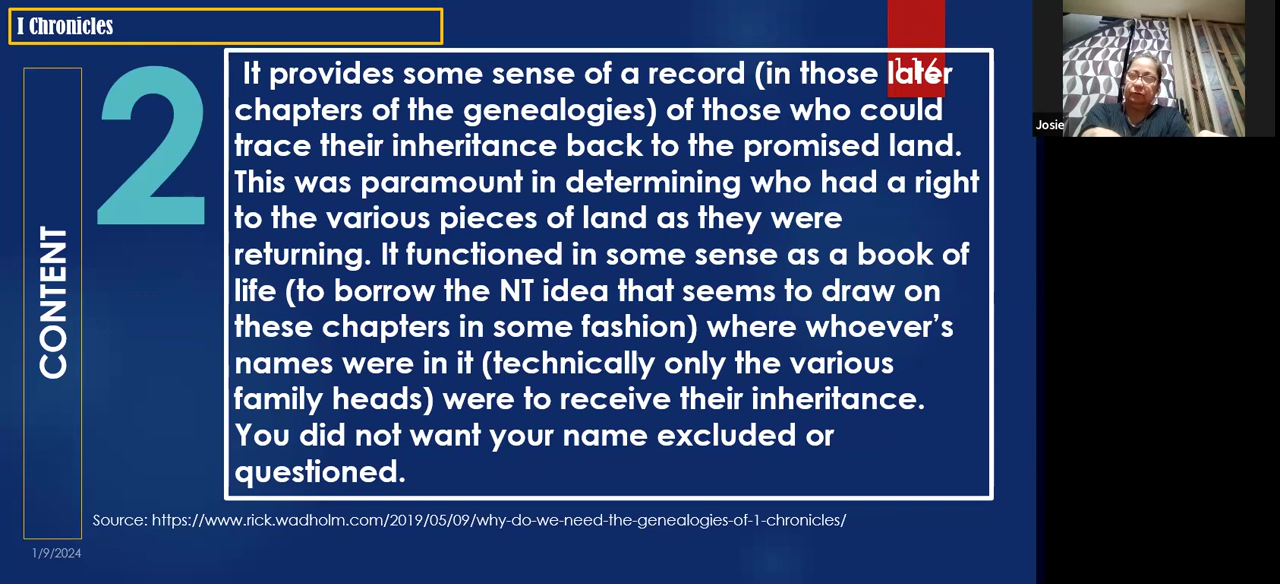 I Chronicles
116
2
CONTENT
It provides some sense of a record (in those later
chapters of the genealogies) of those who could
trace their inheritance back to the promised land.
This was paramount in determining who had a right
to the various pieces of land as they were
returning. It functioned in some sense as a book of
life (to borrow the NT idea that seems to draw on
these chapters in some fashion) where whoever’s
names were in it (technically only the various
family heads) were to receive their inheritance.
You did not want your name excluded or
questioned.
Source: https://www.rick.wadholm.com/2019/05/09/why-do-we-need-the-genealogies-of-1-chronicles/
1/9/2024
Josie